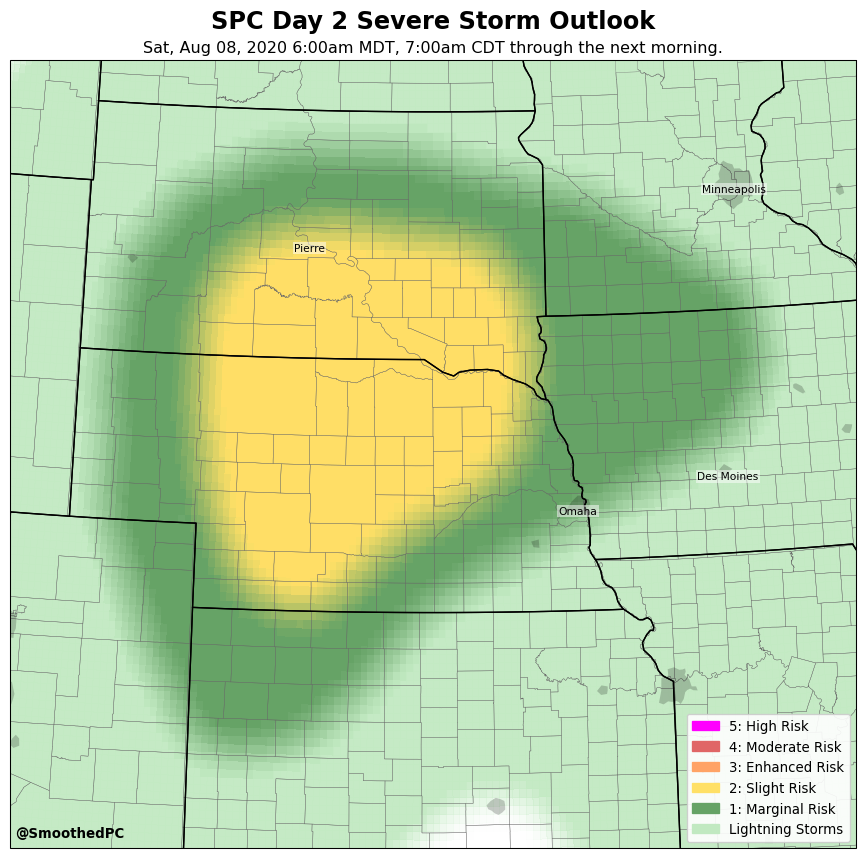 SPC Day 2 Severe Storm Outlook
Sat, Aug 08, 2020 6:00am MDT, 7:00am CDT through the next morning.
Minneapolis
Pierre
Des Moines
Omaha
5: High Risk
4: Moderate Risk
3: Enhanced Risk
2: Slight Risk
1: Marginal Risk
Lightning Storms
@SmoothedPC